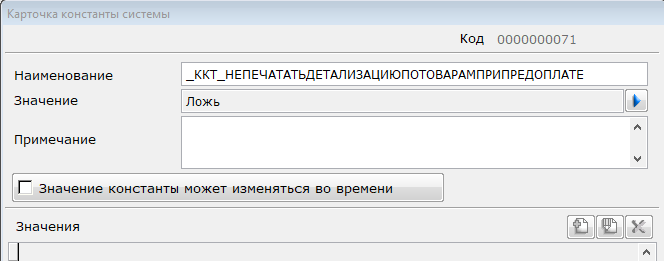 Карточка константы системы
Код 0000000071
Наименование _ККТ_НЕПЕЧАТАТЬДЕТАЛИЗАЦИЮПОТОВАРАМПРИПРЕДОПЛАТЕ
Значение Ложь
Примечание
Значение константы может изменяться во времени
Значения